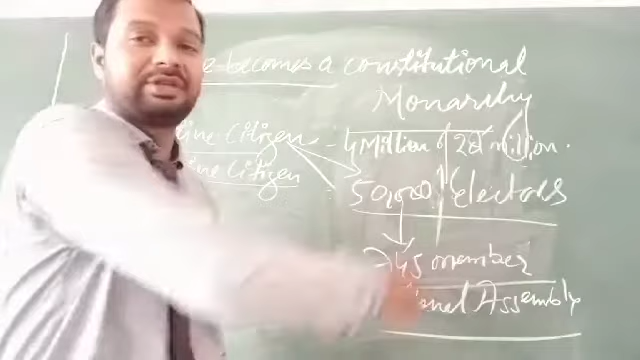 becomes a constitutional
Monarchy
citizen - 4 Million of 28 million.
citizen
50,000 Electors
745 member
Assembly